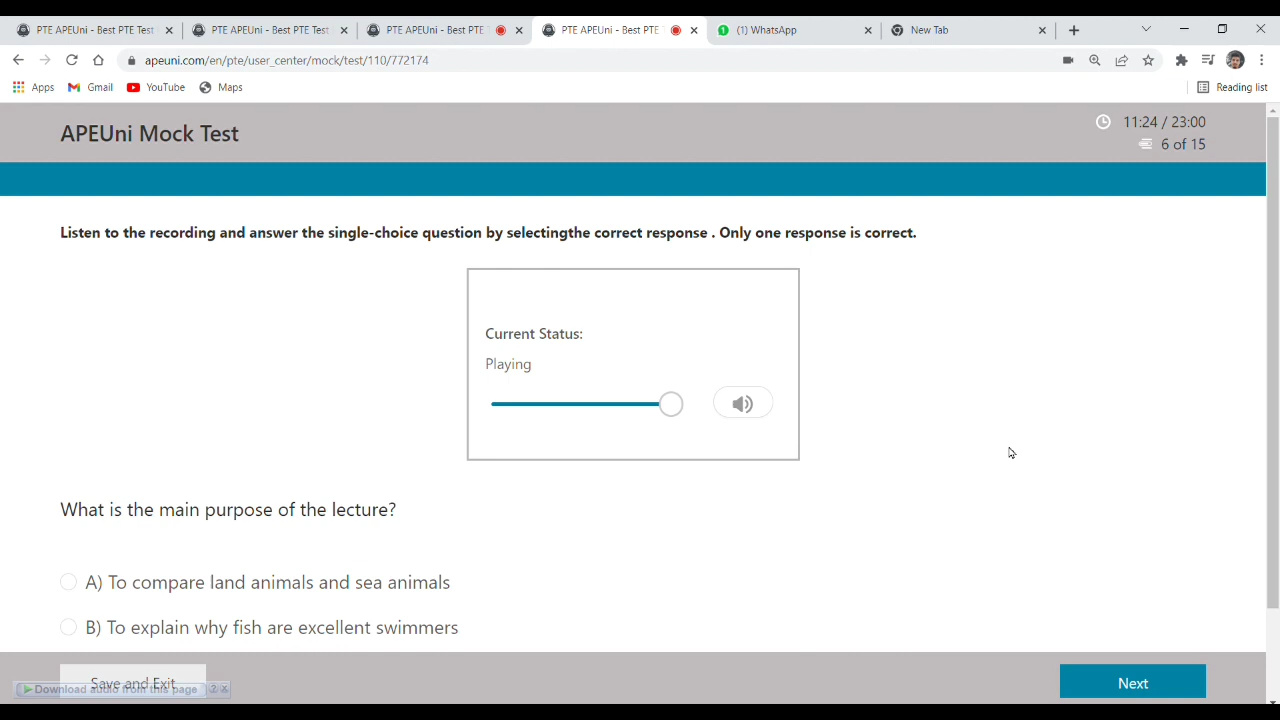 PTE APEUni - Best PTE Test
PTE APEUni - Best PTE Test
PTE APEUni - Best PTE
PTE APEUni - Best PTE
(1) WhatsApp
New Tab
apeuni.com/en/pte/user_center/mock/test/110/772174
Apps
Gmail
YouTube
Maps
Reading list
APEUni Mock Test
11:24 / 23:00
6 of 15
Listen to the recording and answer the single-choice question by selectingthe correct response . Only one response is correct.
Current Status:
Playing
What is the main purpose of the lecture?
A) To compare land animals and sea animals
B) To explain why fish are excellent swimmers
Save and Exit
Download audio from this page ? x
Next